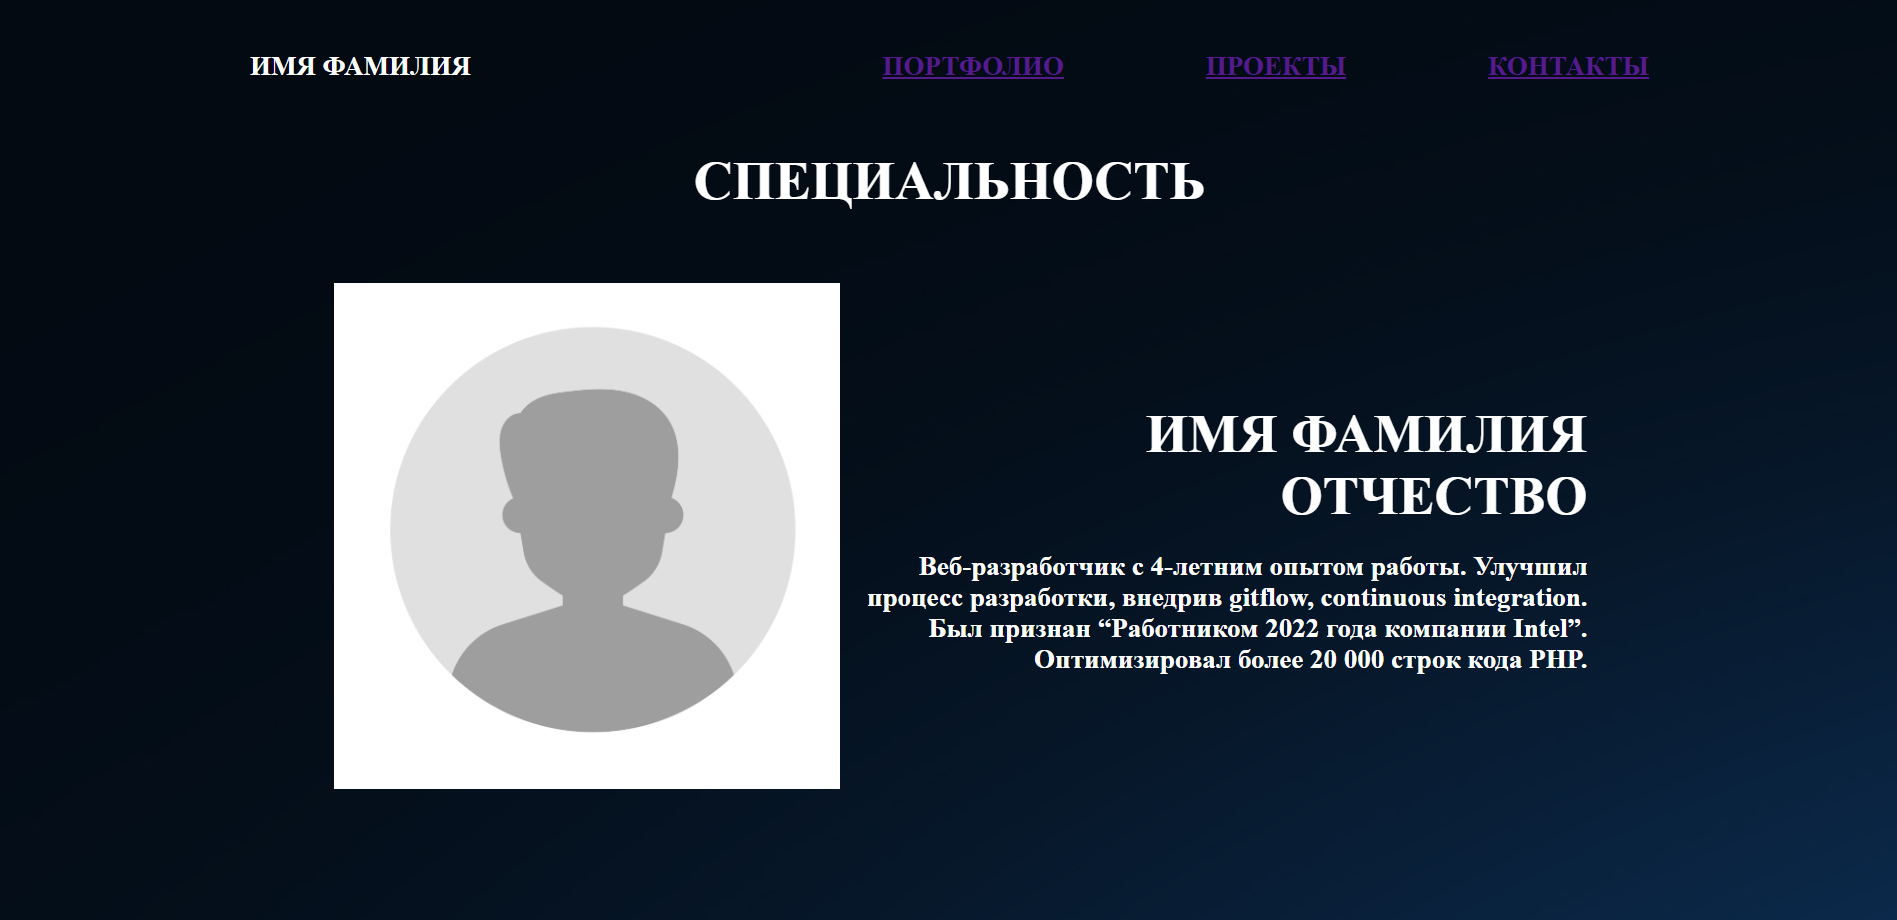 ИМЯ ФАМИЛИЯ
ПОРТФОЛИО
ПРОЕКТЫ
КОНТАКТЫ
СПЕЦИАЛЬНОСТЬ
ИМЯ ФАМИЛИЯ
ОТЧЕСТВО
Веб-разработчик с 4-летним опытом работы. Улучшил
процесс разработки, внедрив gitflow, continuous integration.
Был признан “Работником 2022 года компании Intel”.
Оптимизировал более 20 000 строк кода PHP.